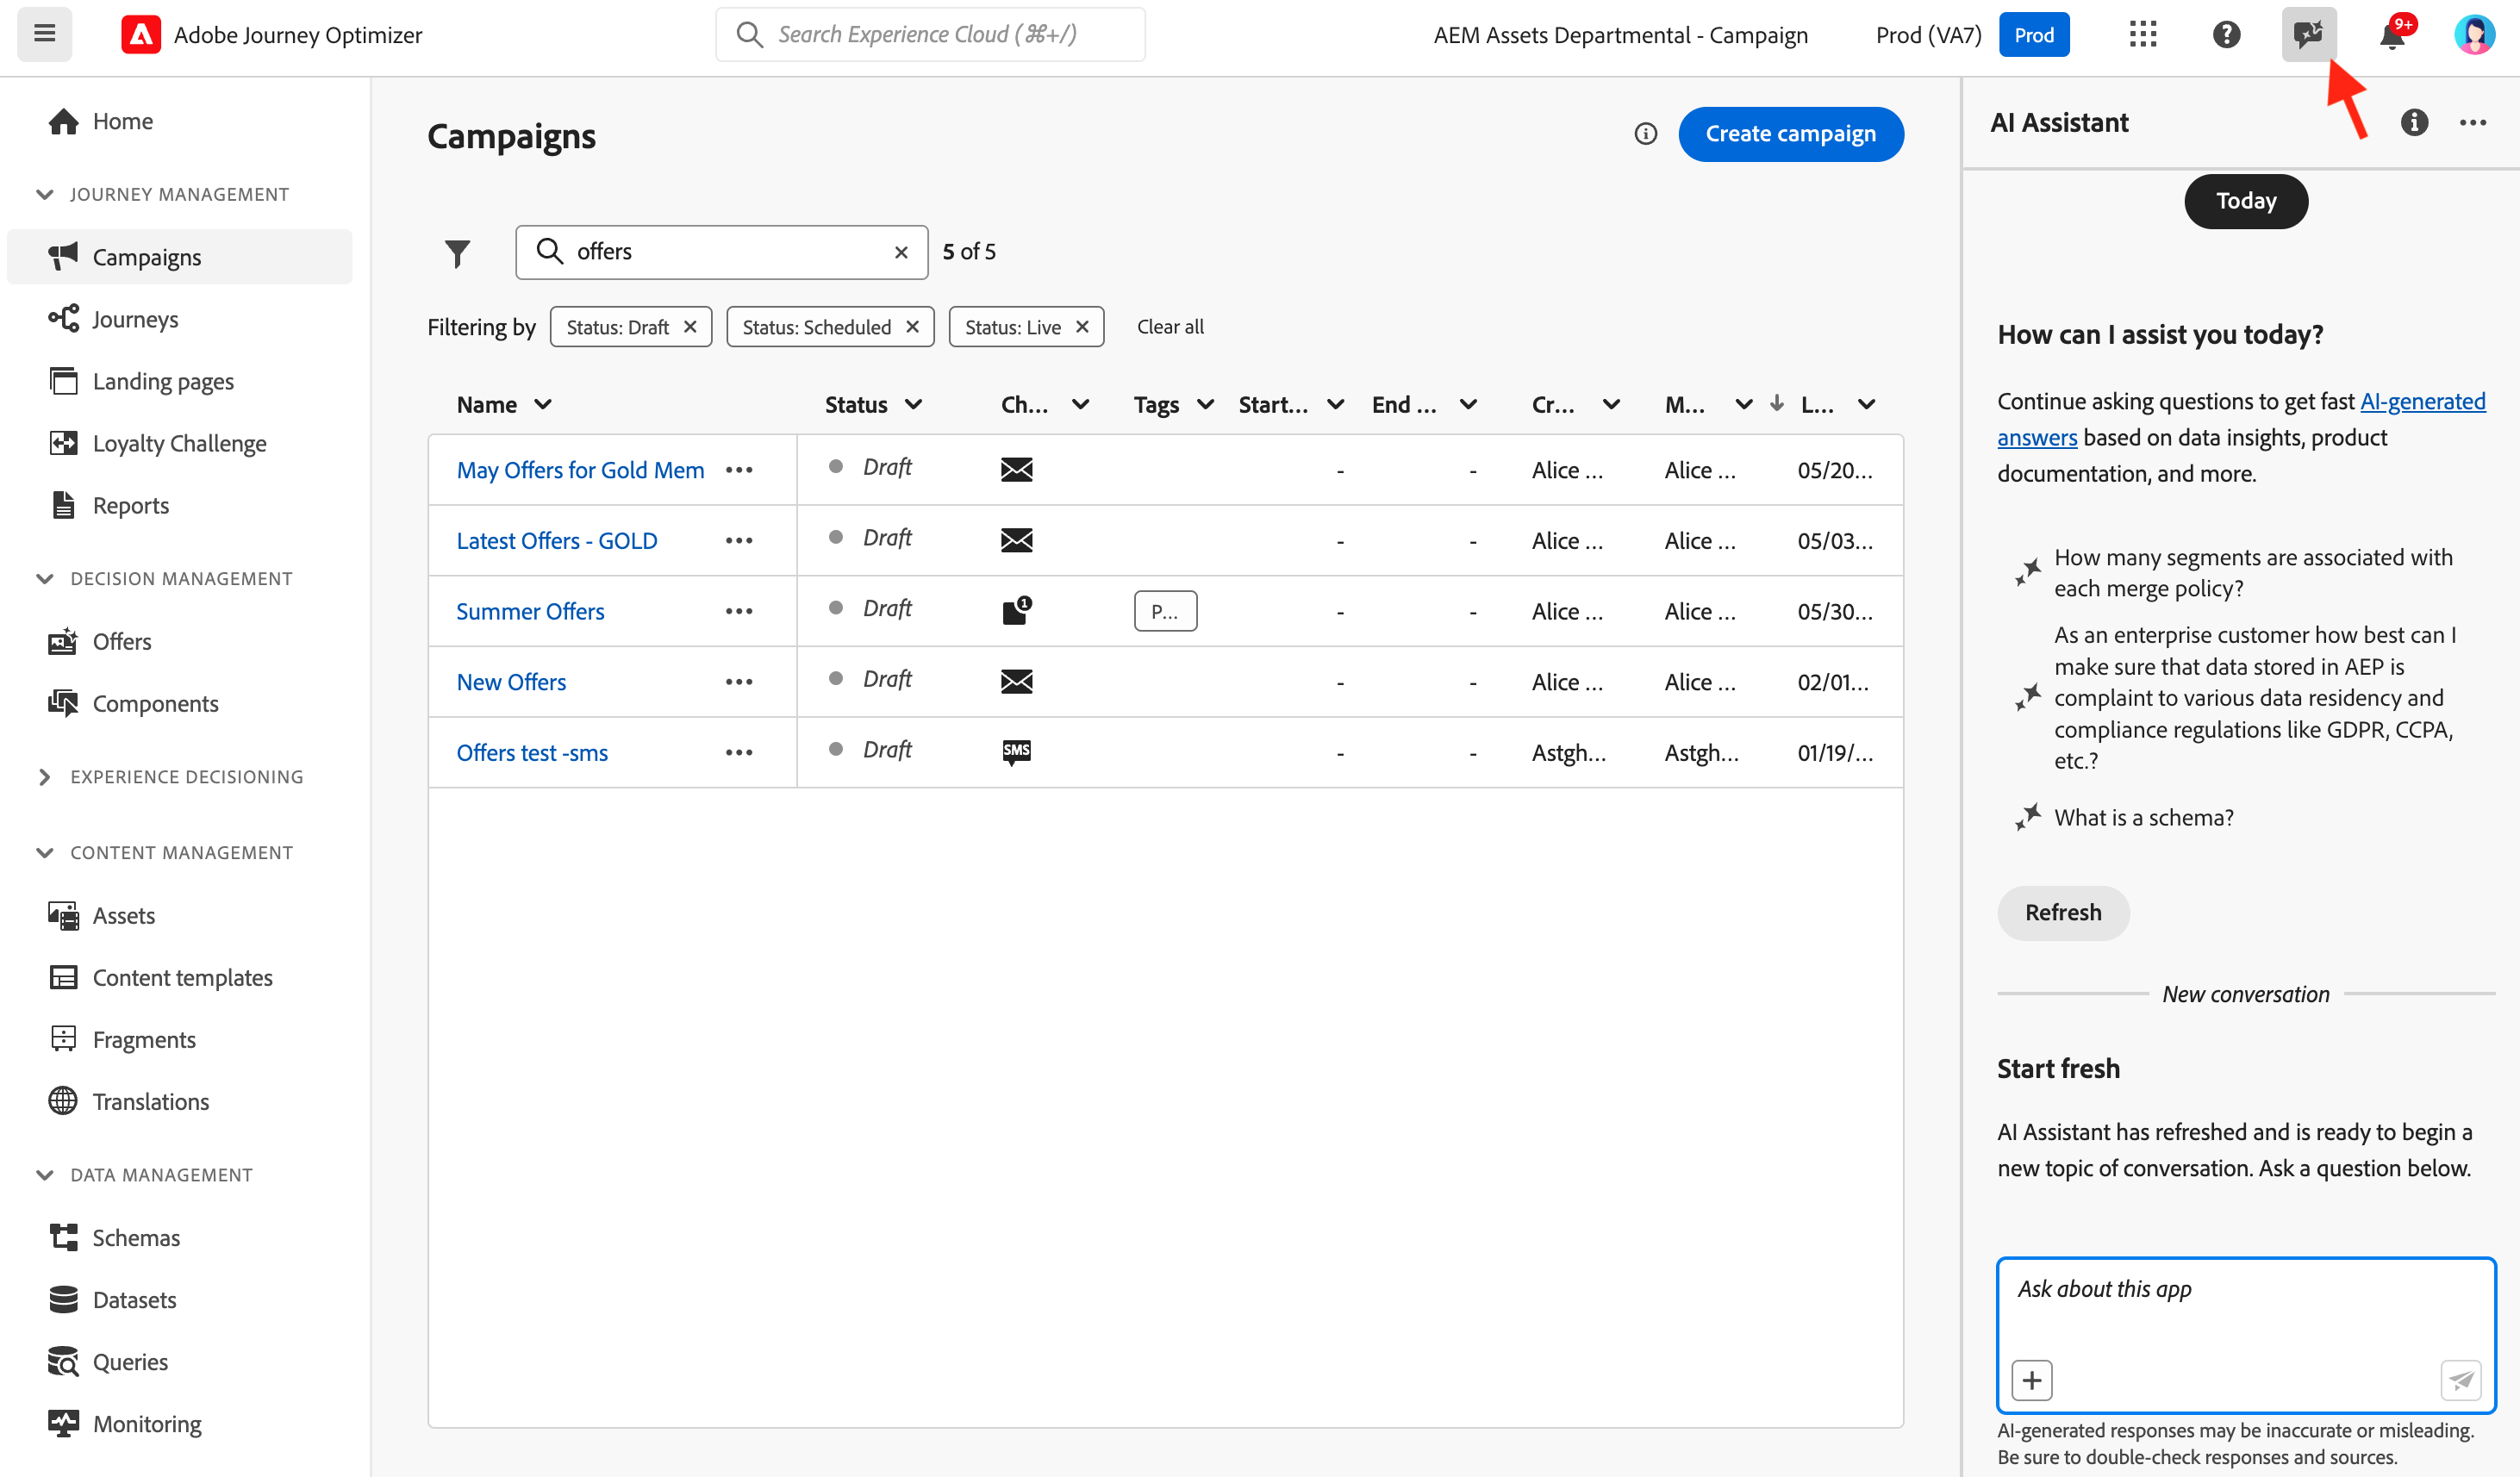 Adobe Journey Optimizer
Search Experience Cloud (⌘+/)
AEM Assets Departmental - Campaign
Prod (VA7)
Prod
9+
Home
JOURNEY MANAGEMENT
Campaigns
Journeys
Landing pages
Loyalty Challenge
Reports
DECISION MANAGEMENT
Offers
Components
EXPERIENCE DECISIONING
CONTENT MANAGEMENT
Assets
Content templates
Fragments
Translations
DATA MANAGEMENT
Schemas
Datasets
Queries
Monitoring
Campaigns
Create campaign
offers
5 of 5
Filtering by Status: Draft Status: Scheduled Status: Live Clear all
Name Status Ch... Tags Start... End ... Cr... M... L...
May Offers for Gold Mem ... Draft - - Alice ... Alice ... 05/20...
Latest Offers - GOLD ... Draft - - Alice ... Alice ... 05/03...
Summer Offers ... Draft 1 P... - - Alice ... Alice ... 05/30...
New Offers ... Draft - - Alice ... Alice ... 02/01...
Offers test -sms ... Draft SMS - - Astgh... Astgh... 01/19/...
AI Assistant
Today
How can I assist you today?
Continue asking questions to get fast AI-generated
answers based on data insights, product
documentation, and more.
How many segments are associated with
each merge policy?
As an enterprise customer how best can I
make sure that data stored in AEP is
complaint to various data residency and
compliance regulations like GDPR, CCPA,
etc.?
What is a schema?
Refresh
New conversation
Start fresh
AI Assistant has refreshed and is ready to begin a
new topic of conversation. Ask a question below.
Ask about this app
AI-generated responses may be inaccurate or misleading.
Be sure to double-check responses and sources.